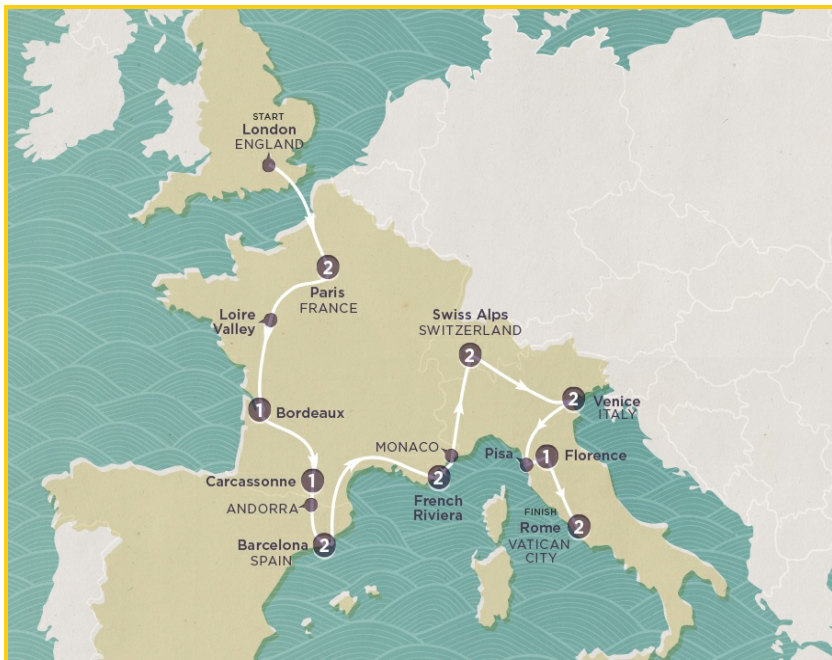 START
London
ENGLAND
2
Paris
FRANCE
Loire
Valley
1
Bordeaux
Carcassonne
1
ANDORRA
Barcelona
SPAIN
2
MONACO
2
French
Riviera
Swiss Alps
SWITZERLAND
2
2
Venice
ITALY
Pisa
1
Florence
FINISH
Rome
2
VATICAN
CITY